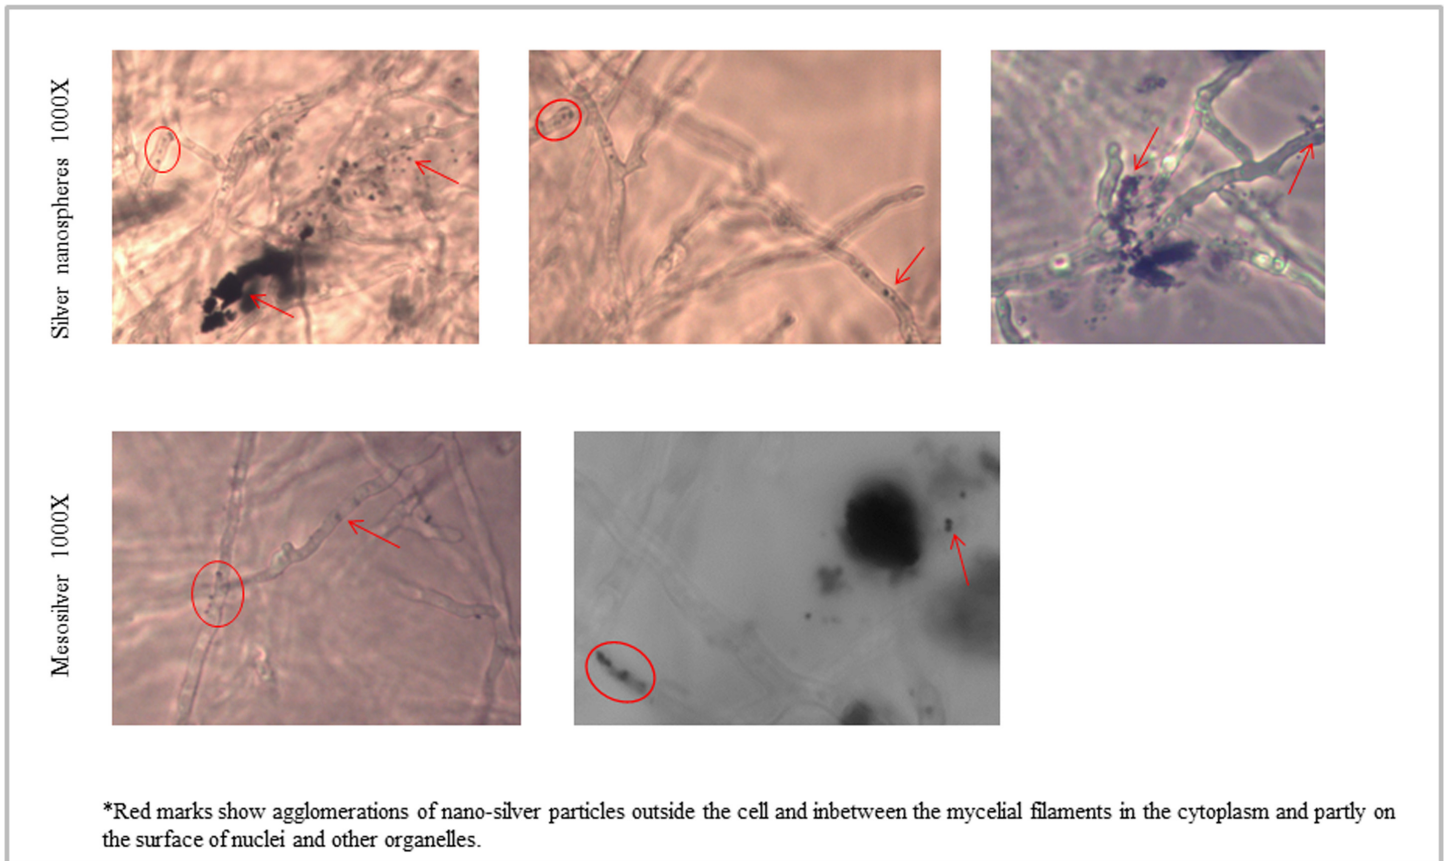 Silver nanospheres 1000X
Mesosilver 1000X
*Red marks show agglomerations of nano-silver particles outside the cell and inbetween the mycelial filaments in the cytoplasm and partly on
the surface of nuclei and other organelles.